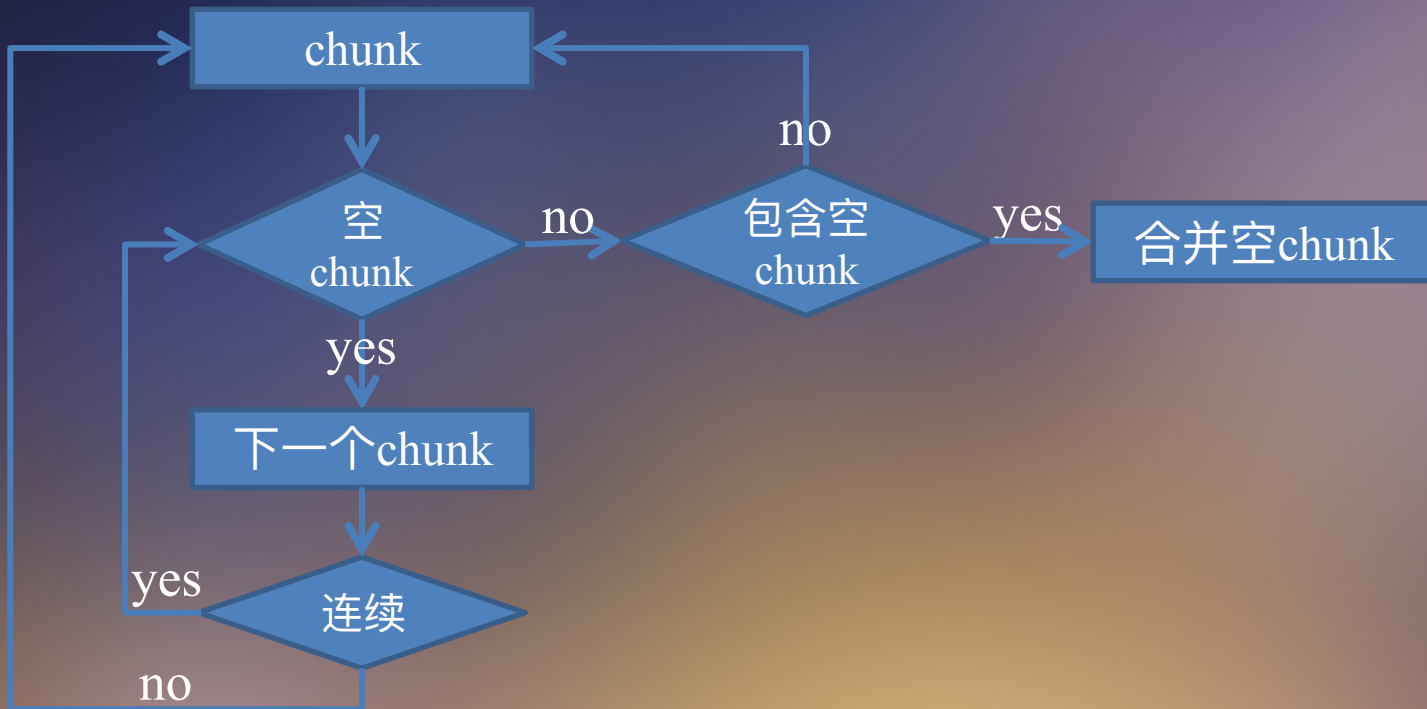 chunk
no
空
chunk
no
包含空
chunk
yes
合并空chunk
yes
下一个chunk
yes
连续
no